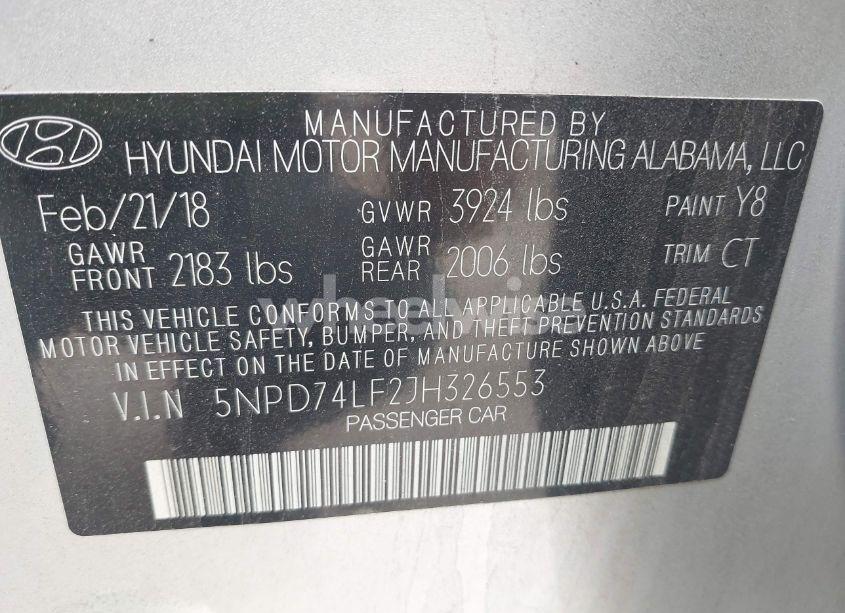 MANUFACTURED BY
HYUNDAI MOTOR MANUFACTURING ALABAMA, LLC
Feb/21/18 GVWR 3924 lbs PAINT Y8
GAWR FRONT 2183 lbs GAWR REAR 2006 lbs TRIM CT
THIS VEHICLE CONFORMS TO ALL APPLICABLE U.S.A. FEDERAL
MOTOR VEHICLE SAFETY, BUMPER, AND THEFT PREVENTION STANDARDS
IN EFFECT ON THE DATE OF MANUFACTURE SHOWN ABOVE
V.I.N 5NPD74LF2JH326553
PASSENGER CAR